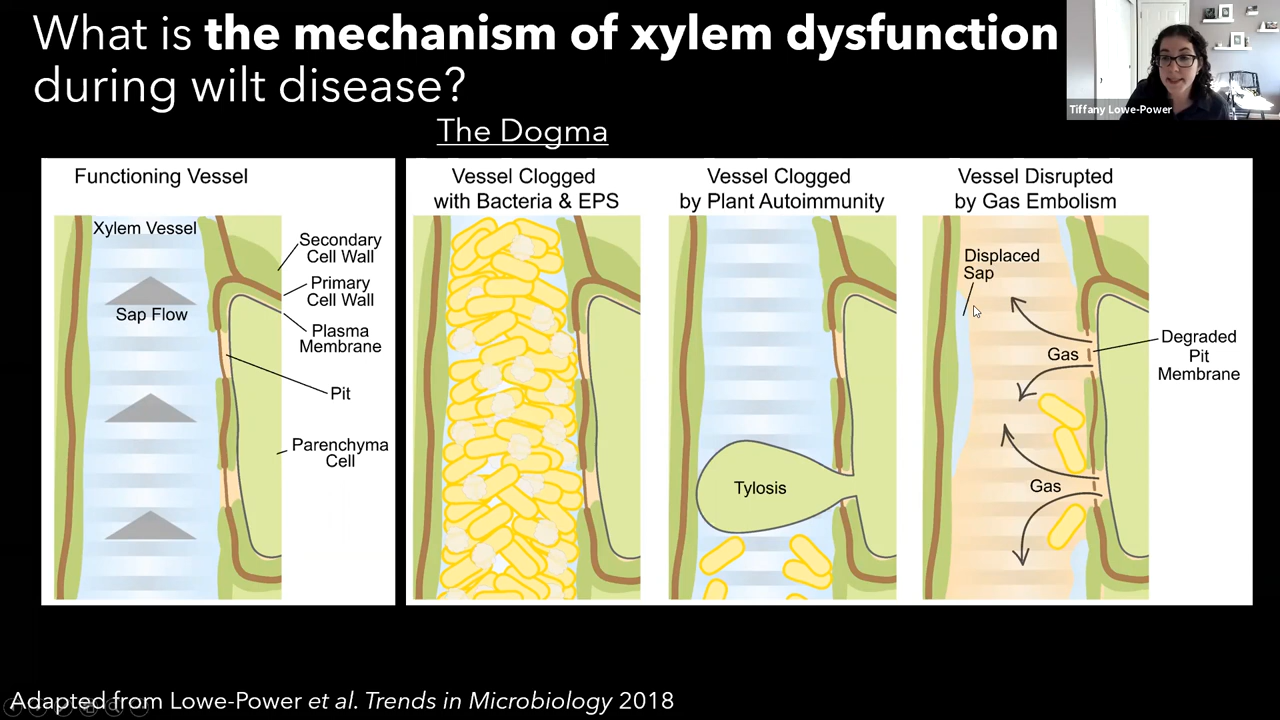 What is the mechanism of xylem dysfunction
during wilt disease?
Tiffany Lowe-Power
The Dogma
Functioning Vessel
Xylem Vessel
Sap Flow
Secondary
Cell Wall
Primary
Cell Wall
Plasma
Membrane
Pit
Parenchyma
Cell
Vessel Clogged
with Bacteria & EPS
Vessel Clogged
by Plant Autoimmunity
Tylosis
Vessel Disrupted
by Gas Embolism
Displaced
Sap
Gas
Gas
Degraded
Pit
Membrane
Adapted from Lowe-Power et al. Trends in Microbiology 2018